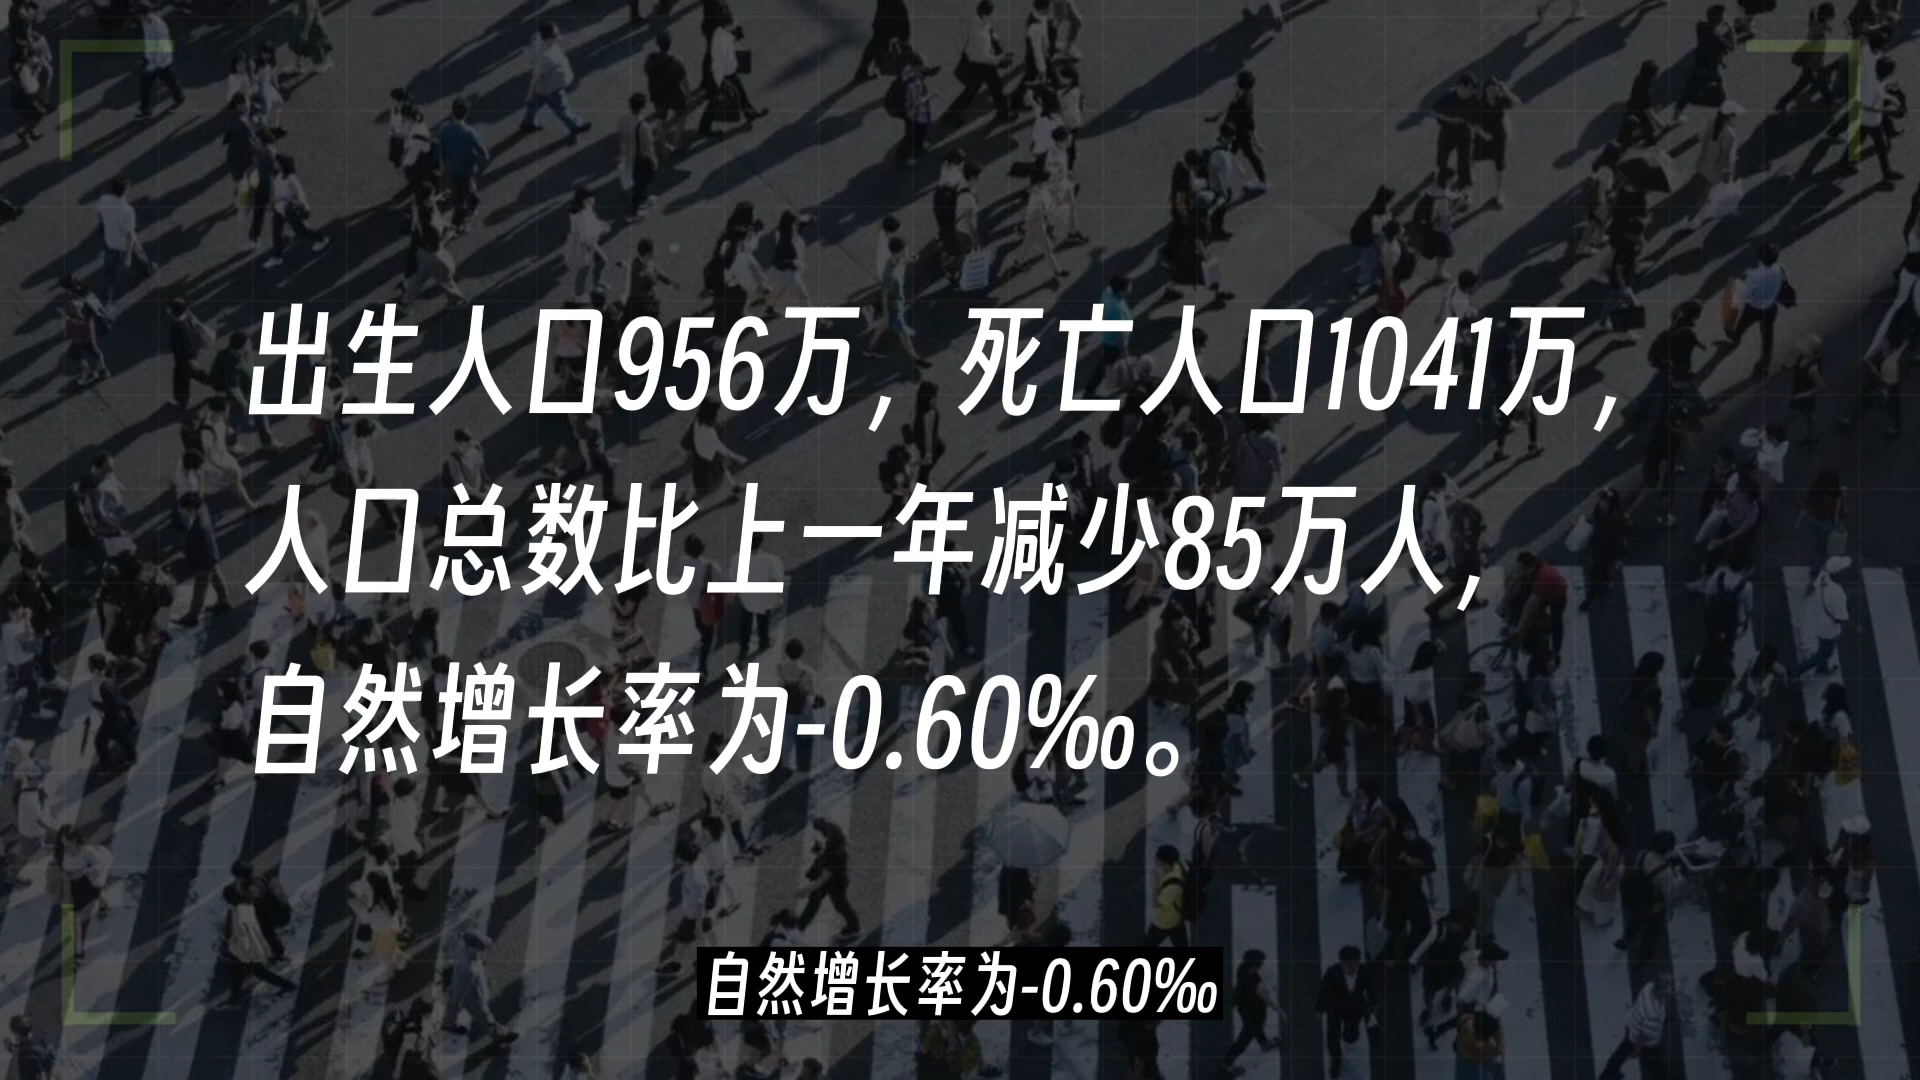 出生人口956万，死亡人口1041万，
人口总数比上一年减少85万人，
自然增长率为-0.60‰。
自然增长率为-0.60‰